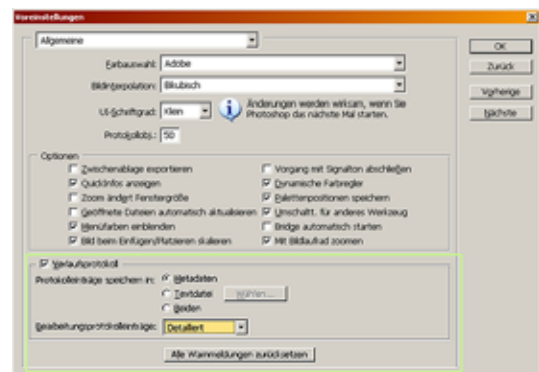 Voreinstellungen
Allgemeine
OK
Zurück
Vorherige
Nächste
Farbauswahl: Adobe
Bildinterpolation: Bikubisch
UI-Schriftgrad: Klein
Änderungen werden wirksam, wenn Sie
Photoshop das nächste Mal starten.
Protokollobj.: 50
Optionen
Zwischenablage exportieren
Vorgang mit Signalton abschließen
QuickInfos anzeigen
Dynamische Farbregler
Zoom ändert Fenstergröße
Palettenpositionen speichern
Geöffnete Dateien automatisch aktualisieren
Umschaltt. für anderes Werkzeug
Menüfarben einblenden
Bridge automatisch starten
Bild beim Einfügen/Platzieren skalieren
Mit Bildlaufrad zoomen
Verlaufsprotokoll
Protokolleinträge speichern in: Metadaten
Textdatei Wählen...
Beiden
Bearbeitungsprotokolleinträge: Detailliert
Alle Warnmeldungen zurücksetzen